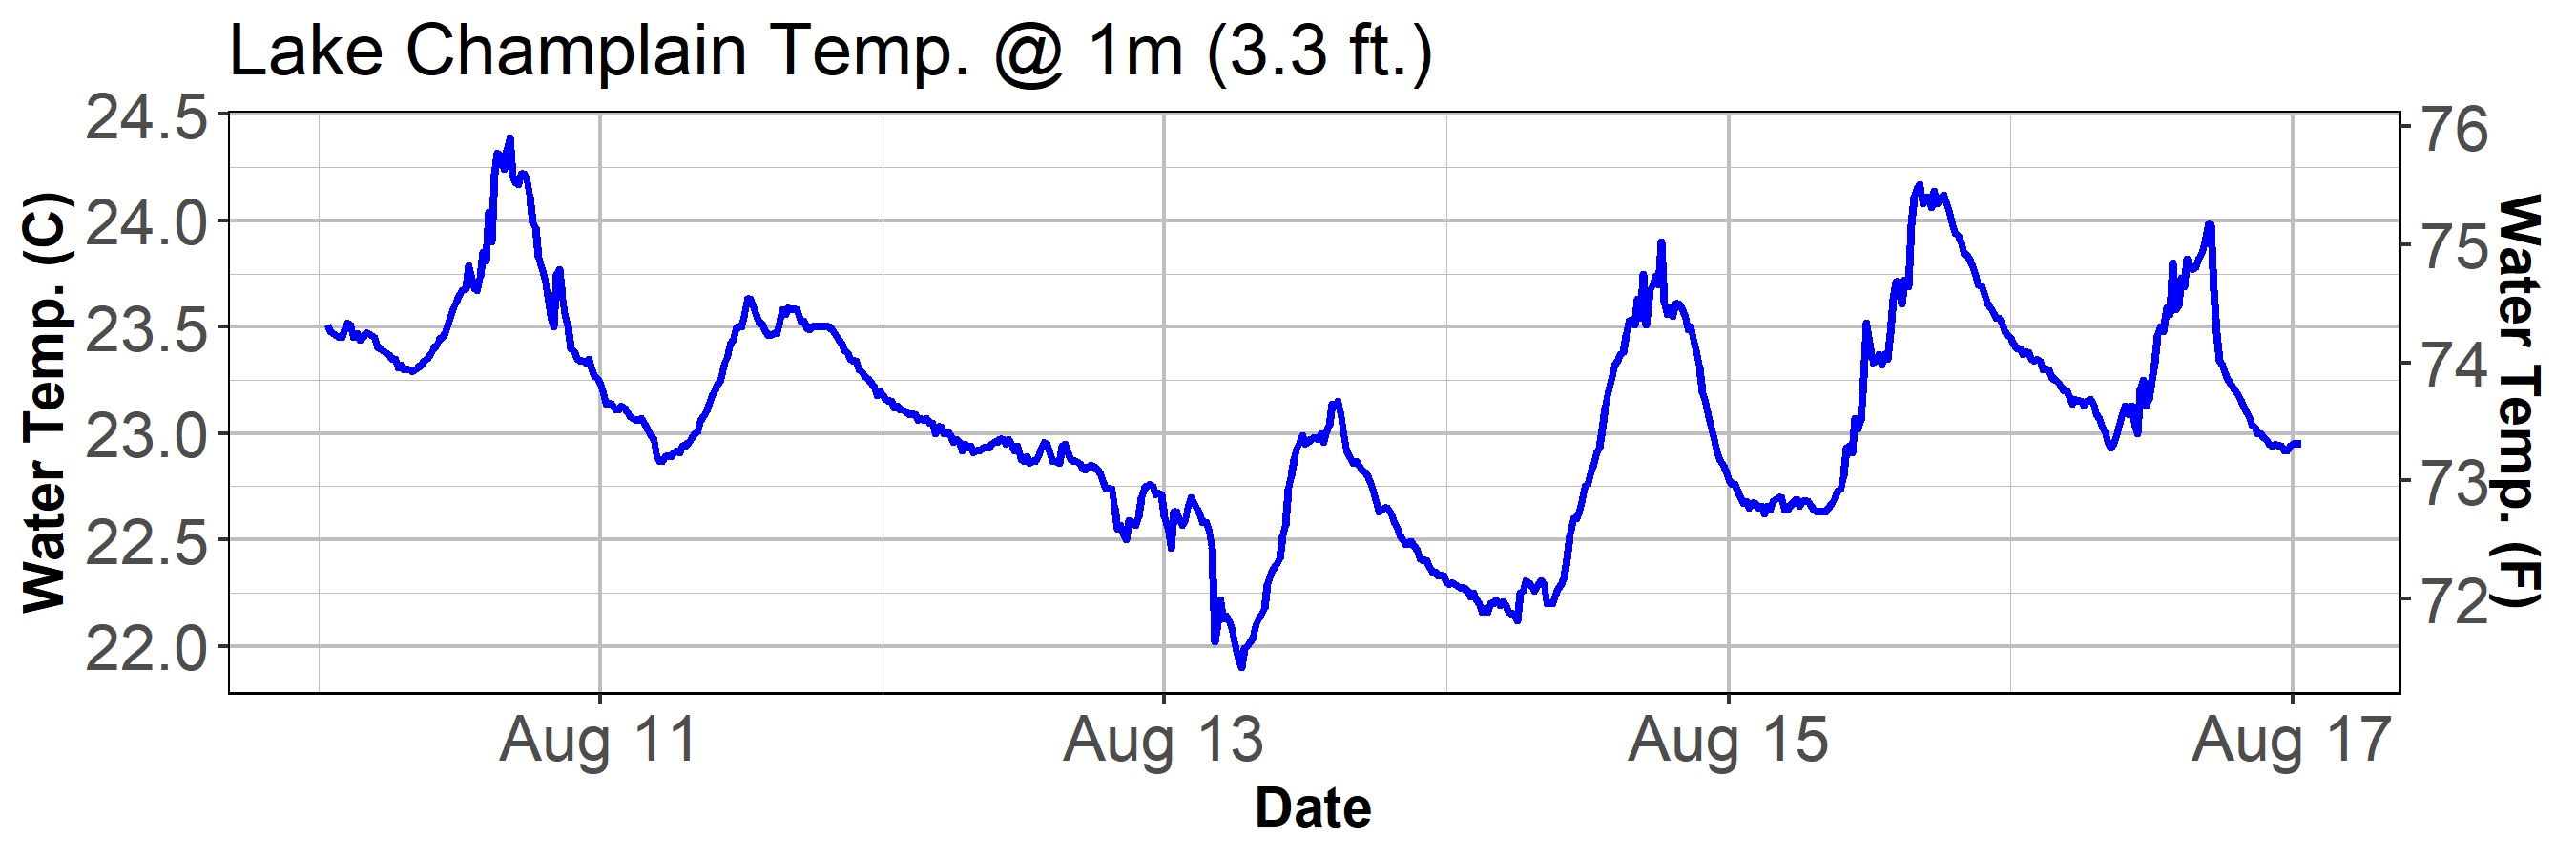 Lake Champlain Temp. @ 1m (3.3 ft.)
Water Temp. (C)
24.5
24.0
23.5
23.0
22.5
22.0
76
75
74
73
72
Water Temp. (F)
Aug 11
Aug 13
Aug 15
Aug 17
Date